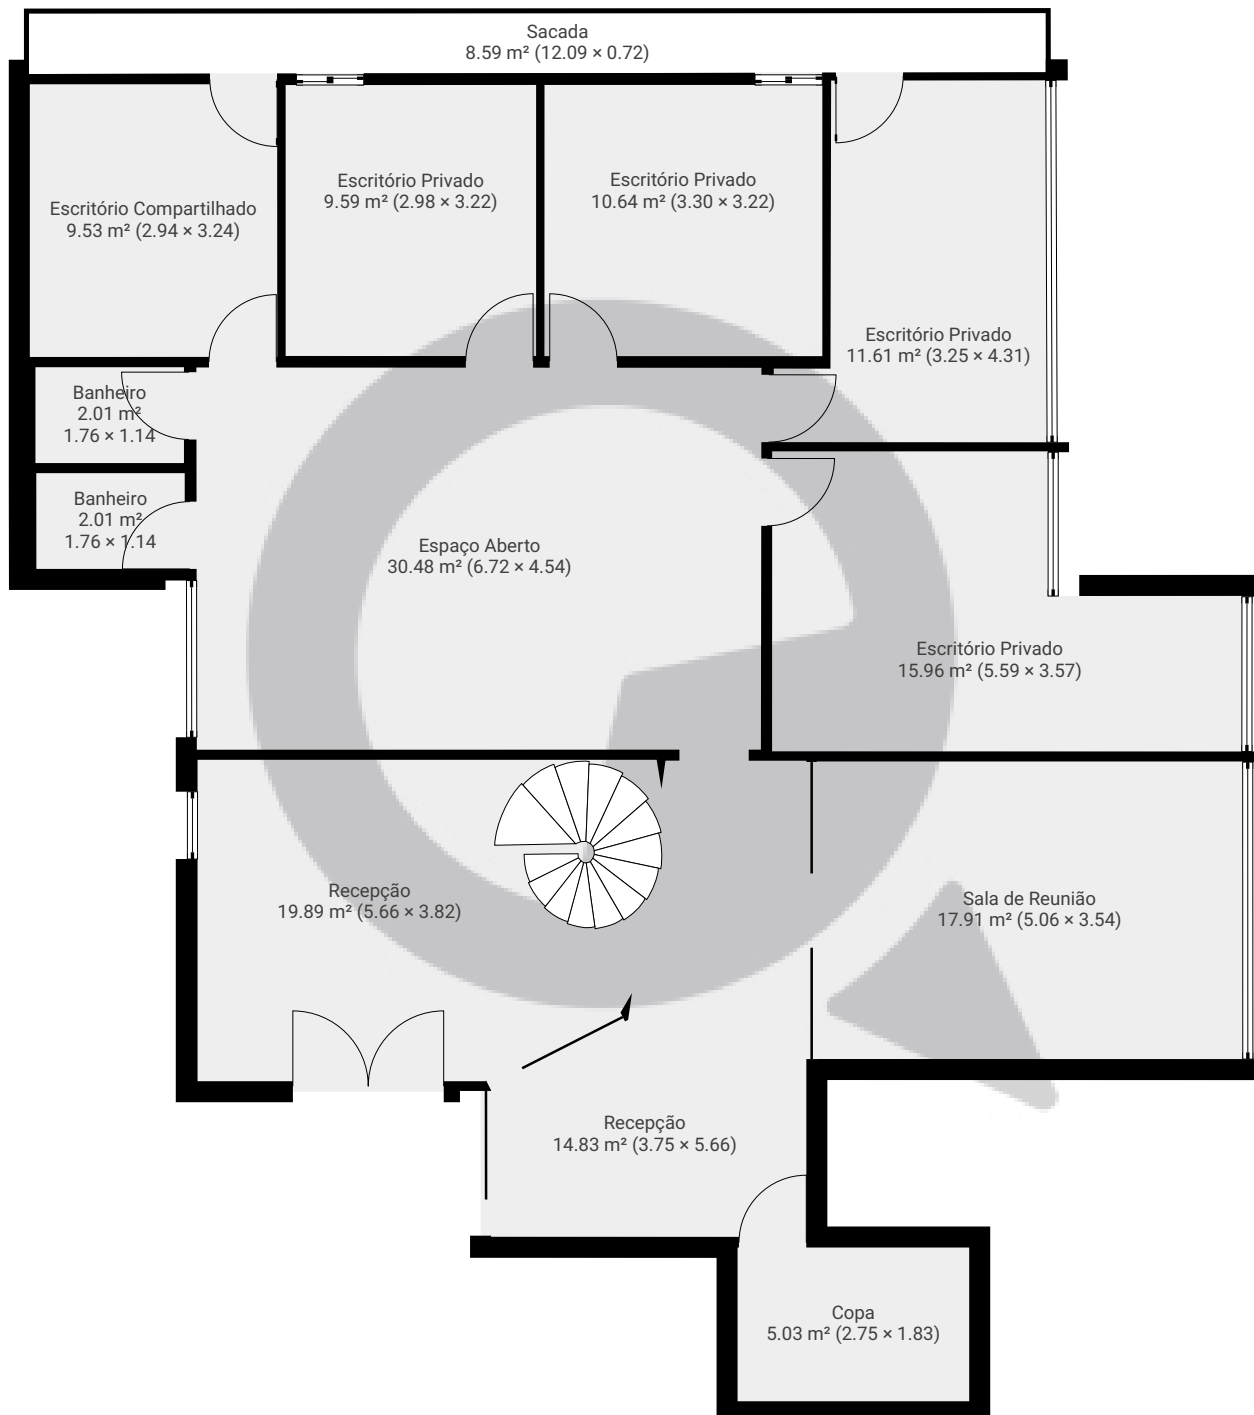 Sacada
8.59 m² (12.09 × 0.72)
Escritório Compartilhado
9.53 m² (2.94 × 3.24)
Escritório Privado
9.59 m² (2.98 × 3.22)
Escritório Privado
10.64 m² (3.30 × 3.22)
Escritório Privado
11.61 m² (3.25 × 4.31)
Banheiro
2.01 m²
1.76 × 1.14
Banheiro
2.01 m²
1.76 × 1.14
Espaço Aberto
30.48 m² (6.72 × 4.54)
Escritório Privado
15.96 m² (5.59 × 3.57)
Recepção
19.89 m² (5.66 × 3.82)
Sala de Reunião
17.91 m² (5.06 × 3.54)
Recepção
14.83 m² (3.75 × 5.66)
Copa
5.03 m² (2.75 × 1.83)